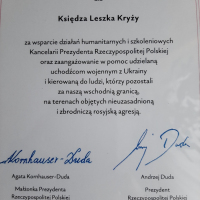 Księdza Leszka Kryży
za wsparcie działań humanitarnych i szkoleniowych
Kancelarii Prezydenta Rzeczypospolitej Polskiej
oraz zaangażowanie w pomoc udzielaną
uchodźcom wojennym z Ukrainy
i kierowaną do ludzi, którzy pozostali
za naszą wschodnią granicą,
na terenach objętych nieuzasadnioną
i zbrodniczą rosyjską agresją.
Kornhauser-Duda
Andrzej Duda
Agata Kornhauser-Duda
Małżonka Prezydenta
Rzeczypospolitej Polskiej
Andrzej Duda
Prezydent
Rzeczypospolitej Polskiej